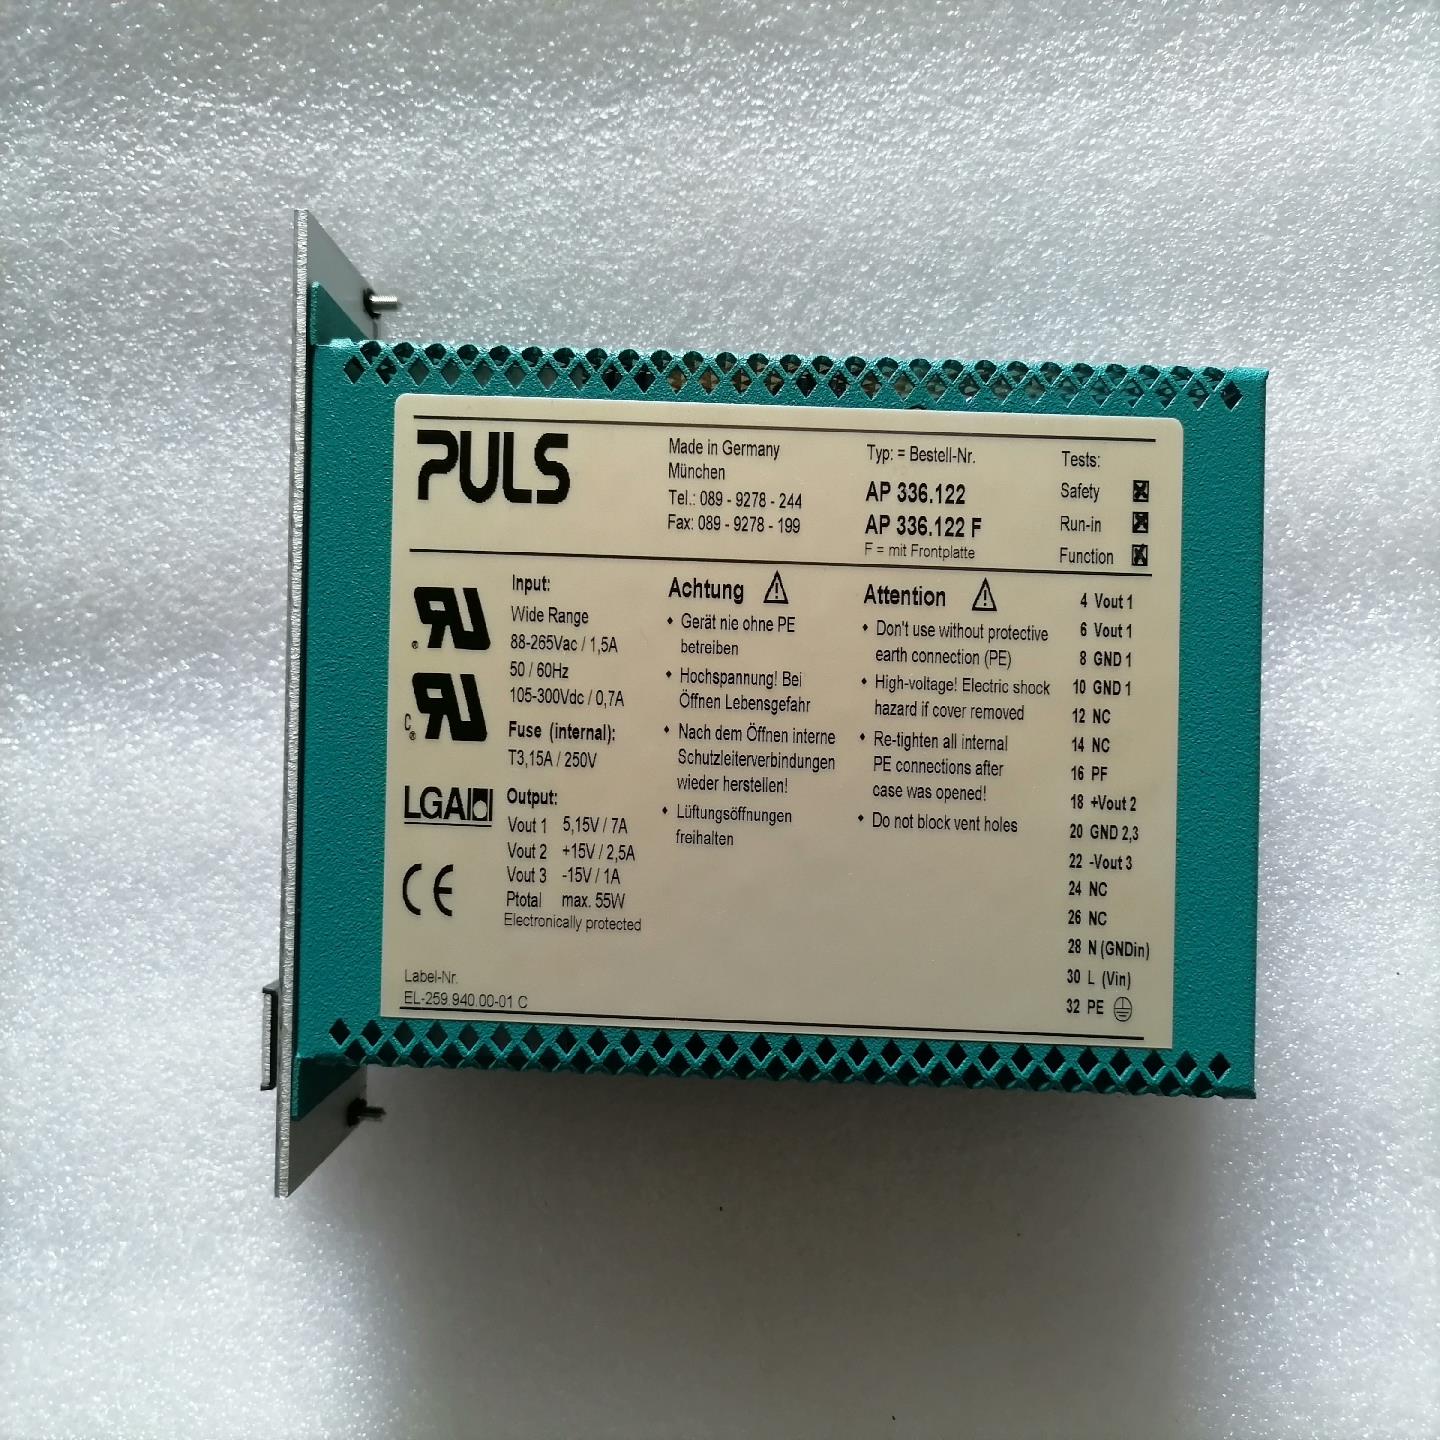 PULS
Made in Germany
München
Tel.: 089 - 9278 - 244
Fax: 089 - 9278 - 199
Typ: = Bestell-Nr.
AP 336.122
AP 336.122 F
F = mit Frontplatte
Tests:
Safety
Run-in
Function
Input:
Wide Range
88-265Vac / 1,5A
50 / 60Hz
105-300Vdc / 0,7A
Fuse (internal):
T3,15A / 250V
LGA
CE
Output:
Vout 1 5,15V / 7A
Vout 2 +15V / 2,5A
Vout 3 -15V / 1A
Ptotal max. 55W
Electronically protected
Label-Nr.
EL-259.940.00-01 C
Achtung
• Gerät nie ohne PE
betreiben
• Hochspannung! Bei
Öffnen Lebensgefahr
• Nach dem Öffnen interne
Schutzleiterverbindungen
wieder herstellen!
• Lüftungsöffnungen
freihalten
Attention
• Don't use without protective
earth connection (PE)
• High-voltage! Electric shock
hazard if cover removed
• Re-tighten all internal
PE connections after
case was opened!
• Do not block vent holes
4 Vout 1
6 Vout 1
8 GND 1
10 GND 1
12 NC
14 NC
16 PF
18 +Vout 2
20 GND 2,3
22 -Vout 3
24 NC
26 NC
28 N (GNDin)
30 L (Vin)
32 PE